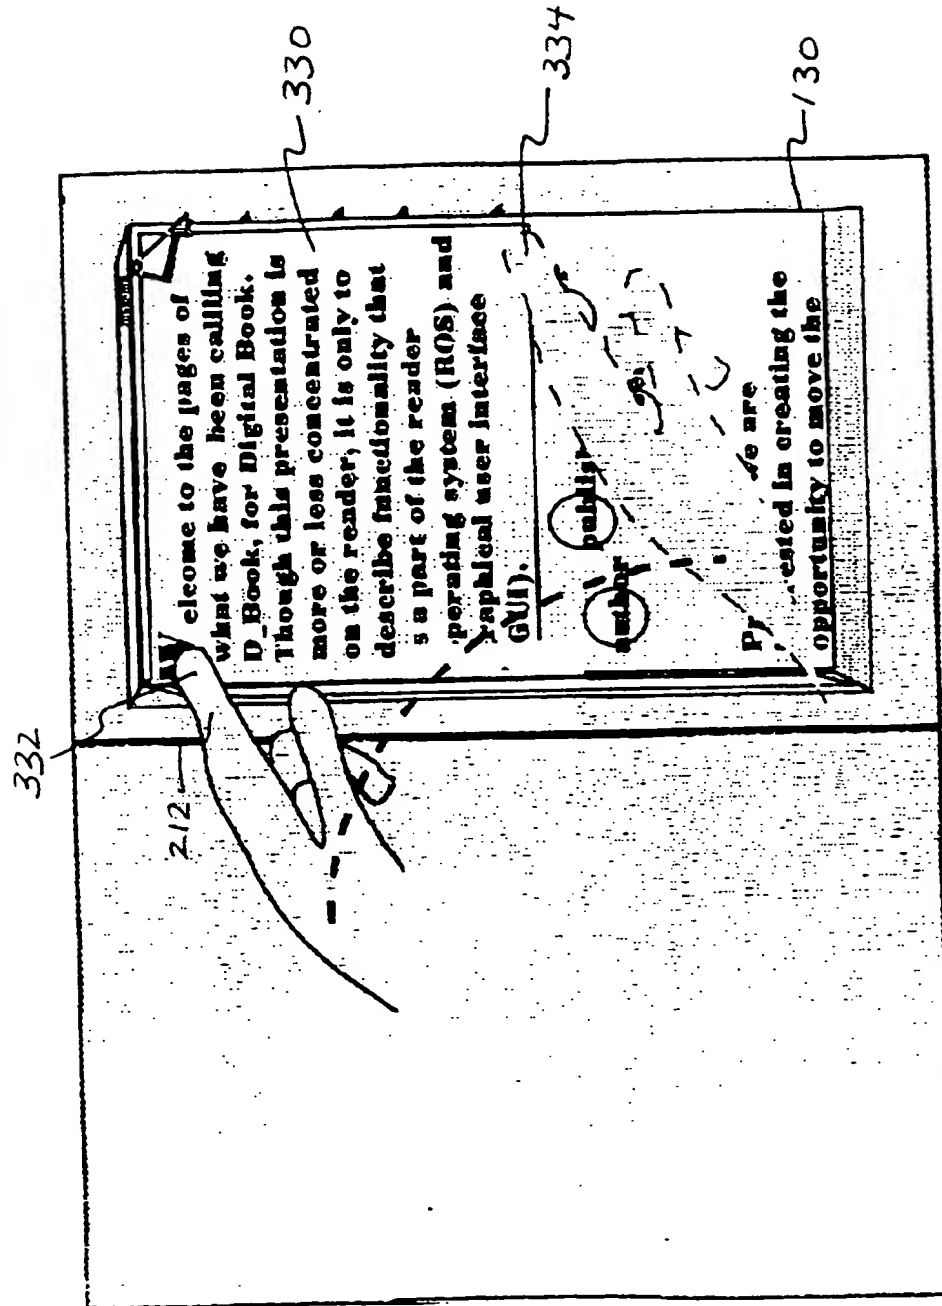 330
334
130
332
212
elcome to the pages of
what we have been calling
D_Book, for Digital Book.
Though this presentation is
more or less concentrated
on the reader, it is only to
describe functionality that
s a part of the reader
perating system (ROS) and
raphical user interface
GUI).
author publish
Pr we are
ested in creating the
opportunity to move the